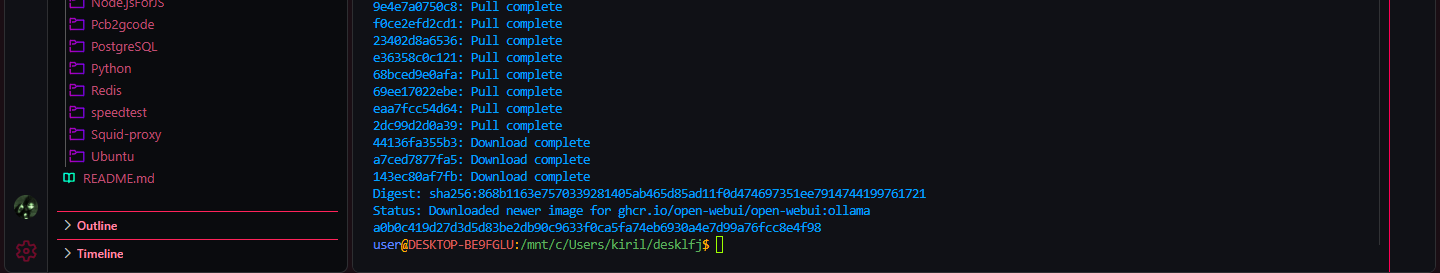 Node.jsForJS
Pcb2gcode
PostgreSQL
Python
Redis
speedtest
Squid-proxy
Ubuntu
README.md
Outline
Timeline
9e4e7a0750c8: Pull complete
f0ce2efd2cd1: Pull complete
23402d8a6536: Pull complete
e36358c0c121: Pull complete
68bced9e0afa: Pull complete
69ee17022ebe: Pull complete
eaa7fcc54d64: Pull complete
2dc99d2d0a39: Pull complete
44136fa355b3: Download complete
a7ced7877fa5: Download complete
143ec80af7fb: Download complete
Digest: sha256:868b1163e7570339281405ab465d85ad11f0d474697351ee7914744199761721
Status: Downloaded newer image for ghcr.io/open-webui/open-webui:ollama
a0b0c419d27d3d5d83be2db90c9633f0ca5fa74eb6930a4e7d99a76fcc8e4f98
user@DESKTOP-BE9FGLU:/mnt/c/Users/kiril/desklfj$